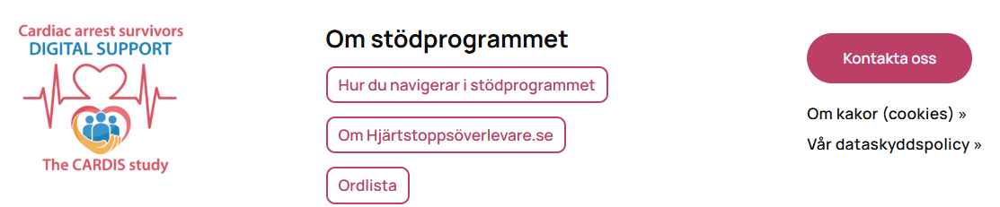 Cardiac arrest survivors
DIGITAL SUPPORT
The CARDIS study
Om stödprogrammet
Hur du navigerar i stödprogrammet
Om Hjärtstoppsöverlevare.se
Ordlista
Kontakta oss
Om kakor (cookies) »
Vår dataskyddspolicy »